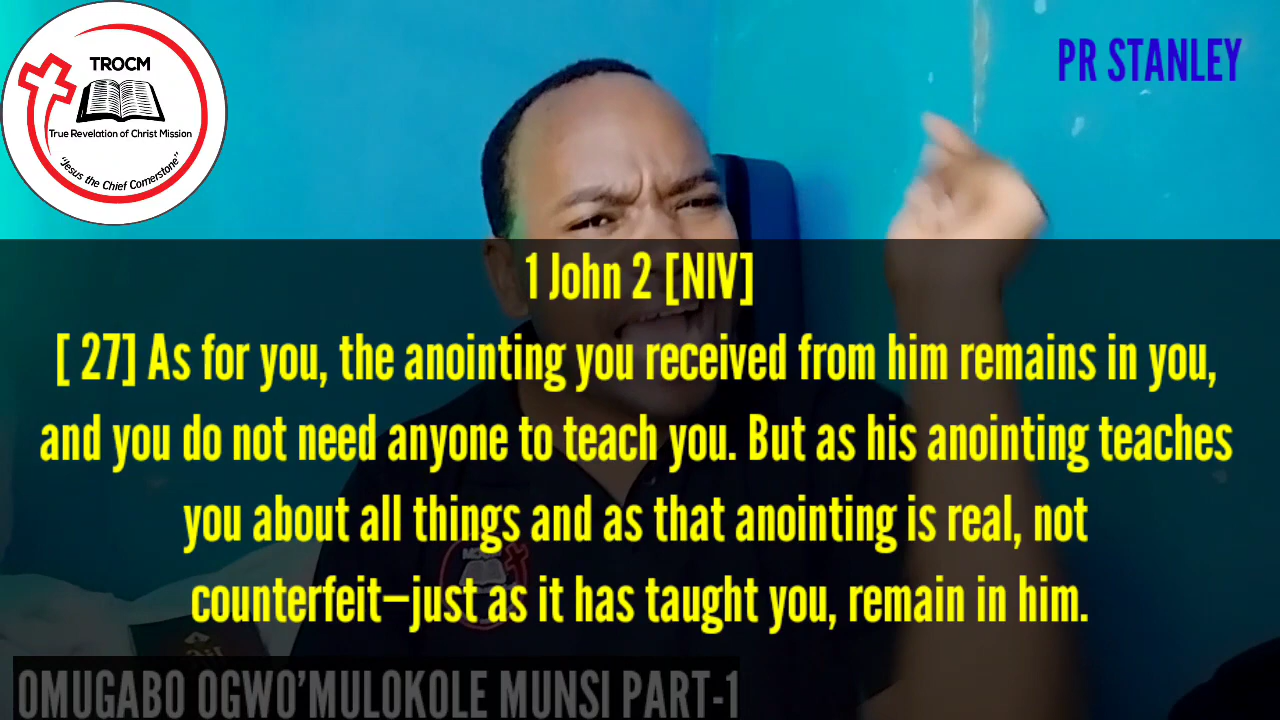 TROCM
True Revelation of Christ Mission
"Jesus the Chief Cornerstone"
PR STANLEY
1 John 2 [NIV]
[ 27] As for you, the anointing you received from him remains in you,
and you do not need anyone to teach you. But as his anointing teaches
you about all things and as that anointing is real, not
counterfeit—just as it has taught you, remain in him.
OMUGABO OGWO’MULOKOLE MUNSI PART-1